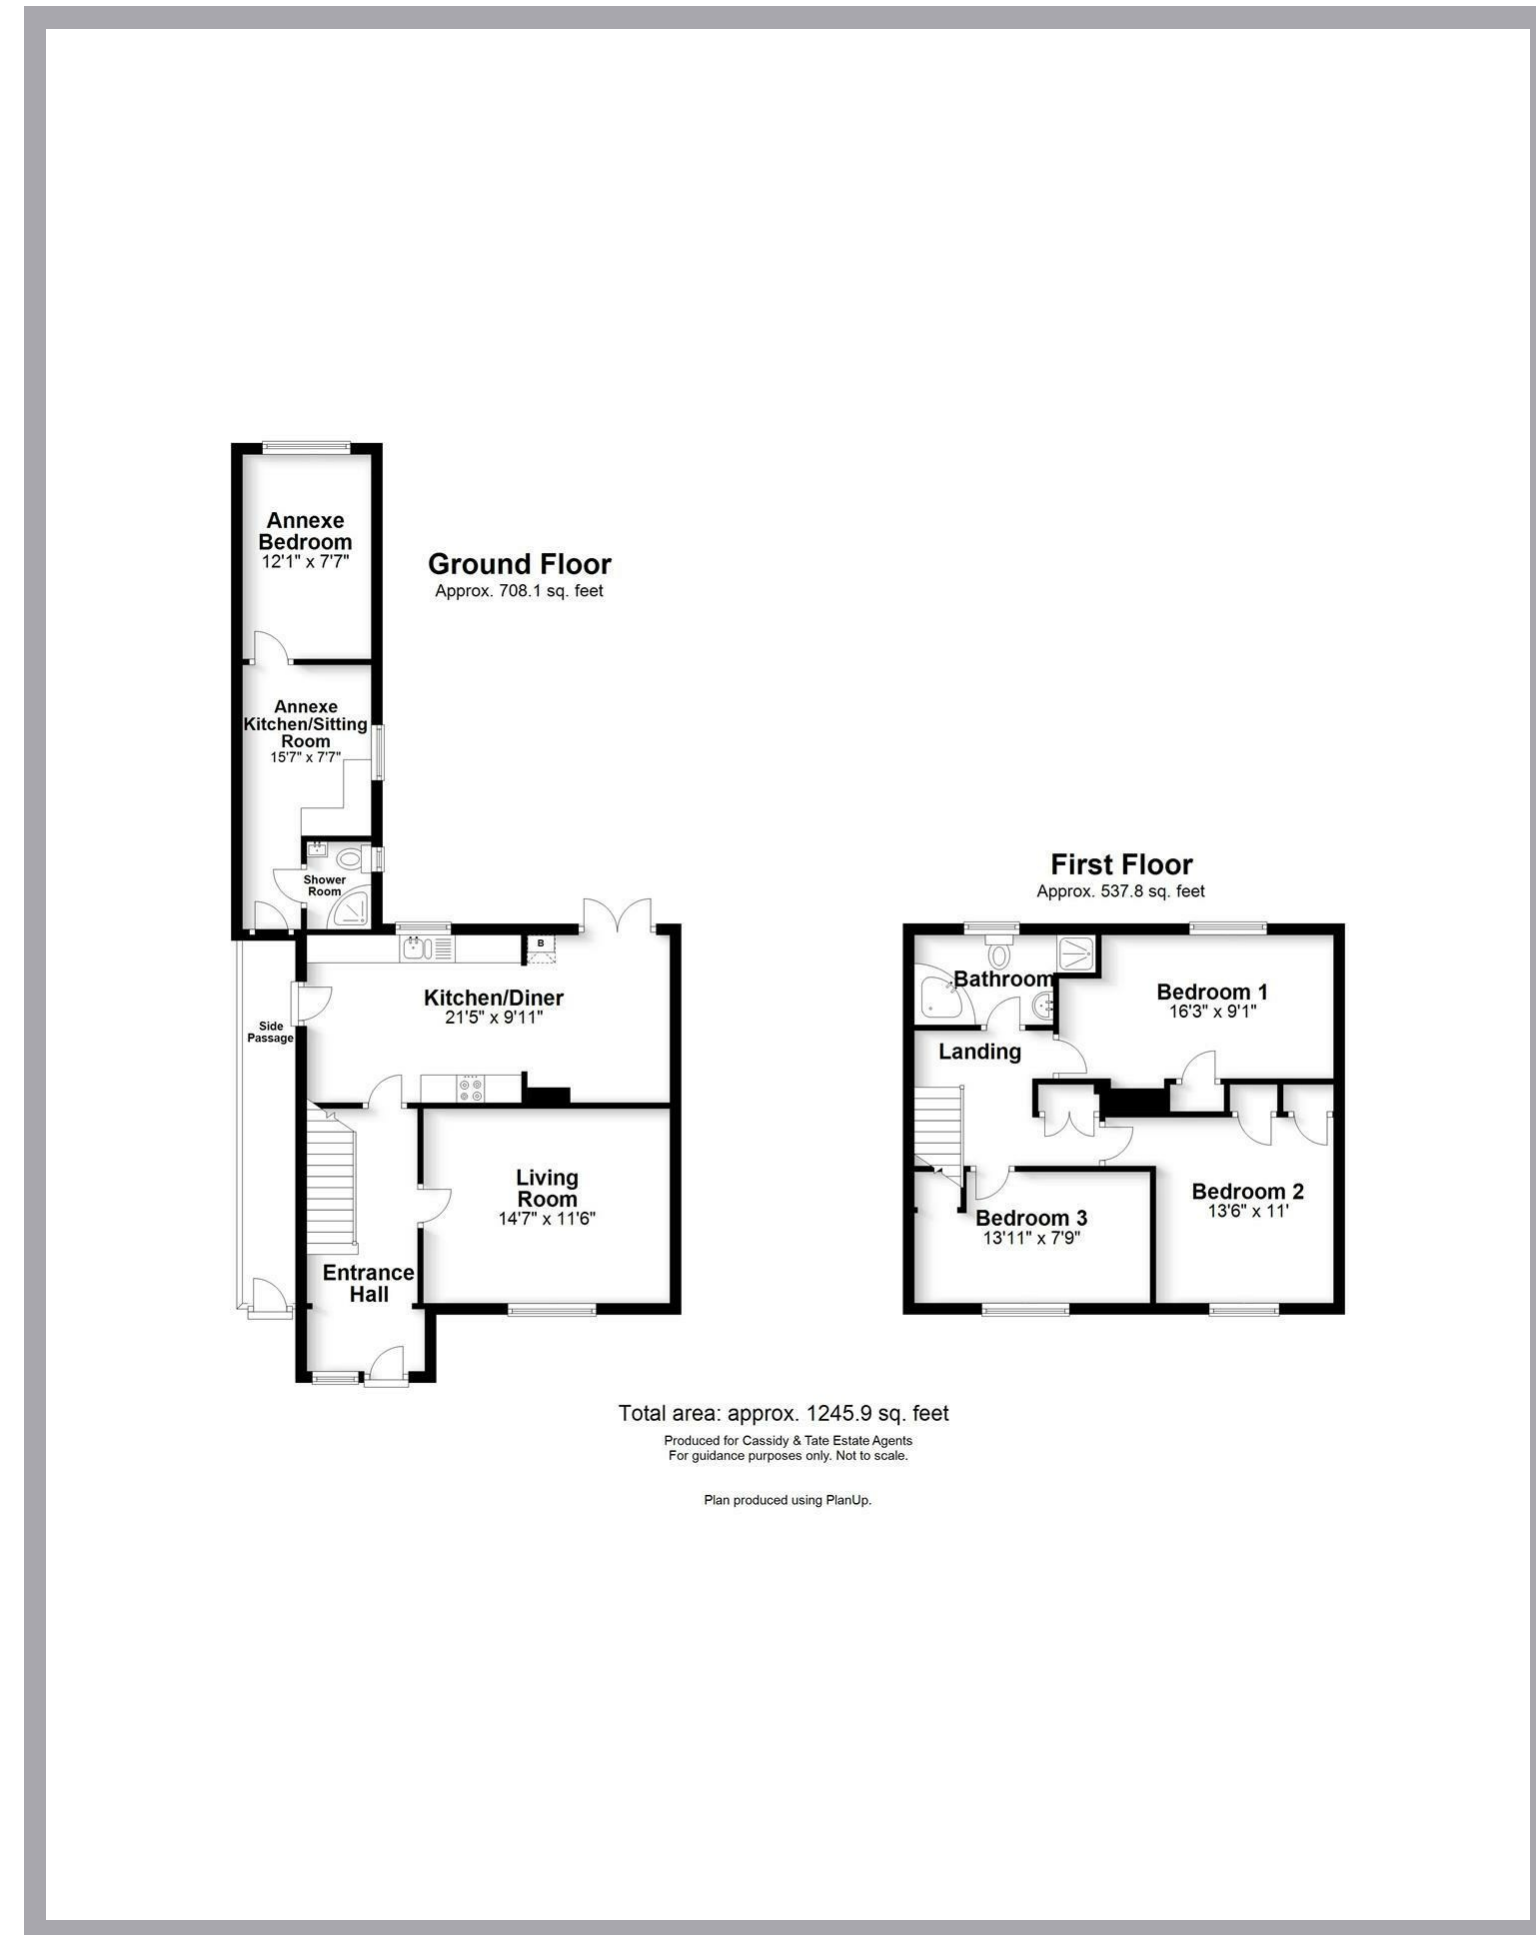 Annexe
Bedroom
12'1" x 7'7"
Ground Floor
Approx. 708.1 sq. feet
Annexe
Kitchen/Sitting
Room
15'7" x 7'7"
Shower
Room
B
Kitchen/Diner
21'5" x 9'11"
Side
Passage
Living
Room
14'7" x 11'6"
Entrance
Hall
First Floor
Approx. 537.8 sq. feet
Bathroom
Bedroom 1
16'3" x 9'1"
Landing
Bedroom 2
13'6" x 11'
Bedroom 3
13'11" x 7'9"
Total area: approx. 1245.9 sq. feet
Produced for Cassidy & Tate Estate Agents
For guidance purposes only. Not to scale.
Plan produced using PlanUp.